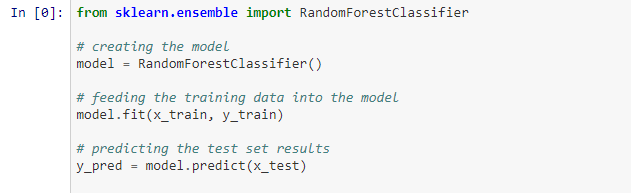 In [0]: from sklearn.ensemble import RandomForestClassifier
# creating the model
model = RandomForestClassifier()
# feeding the training data into the model
model.fit(x_train, y_train)
# predicting the test set results
y_pred = model.predict(x_test)